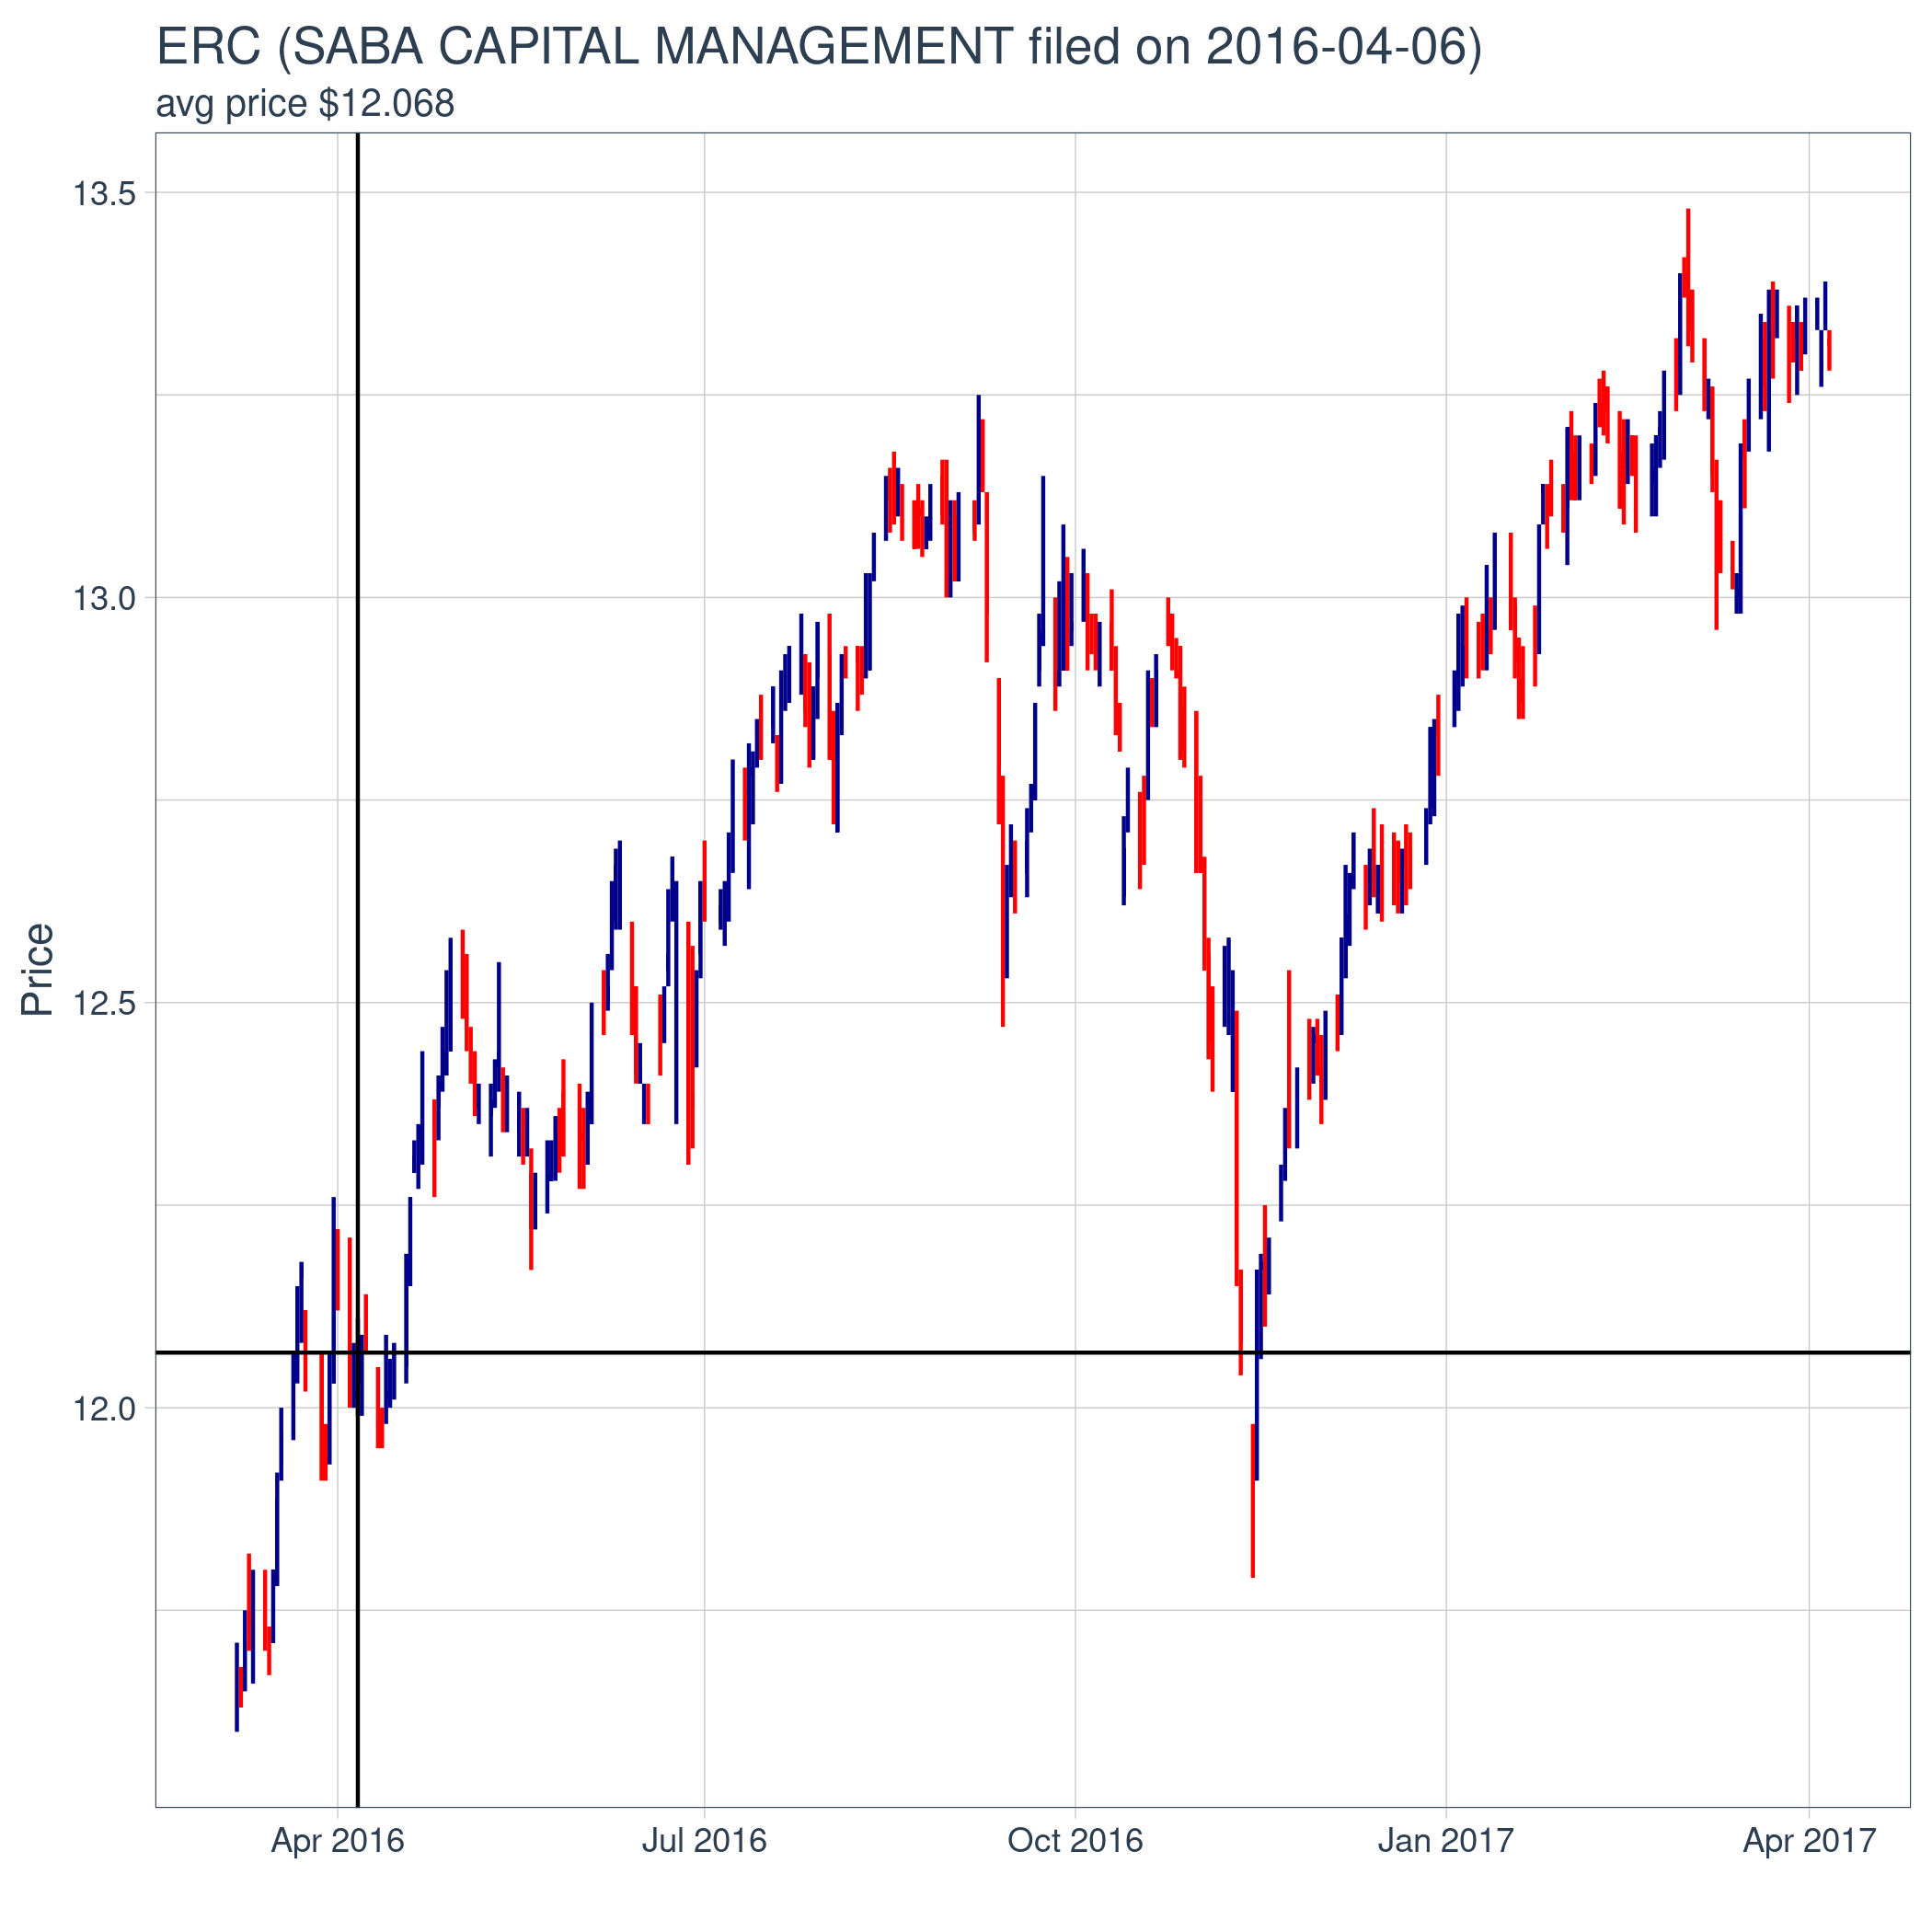 ERC (SABA CAPITAL MANAGEMENT filed on 2016-04-06)
avg price $12.068
13.5
13.0
12.5
12.0
Price
Apr 2016
Jul 2016
Oct 2016
Jan 2017
Apr 2017